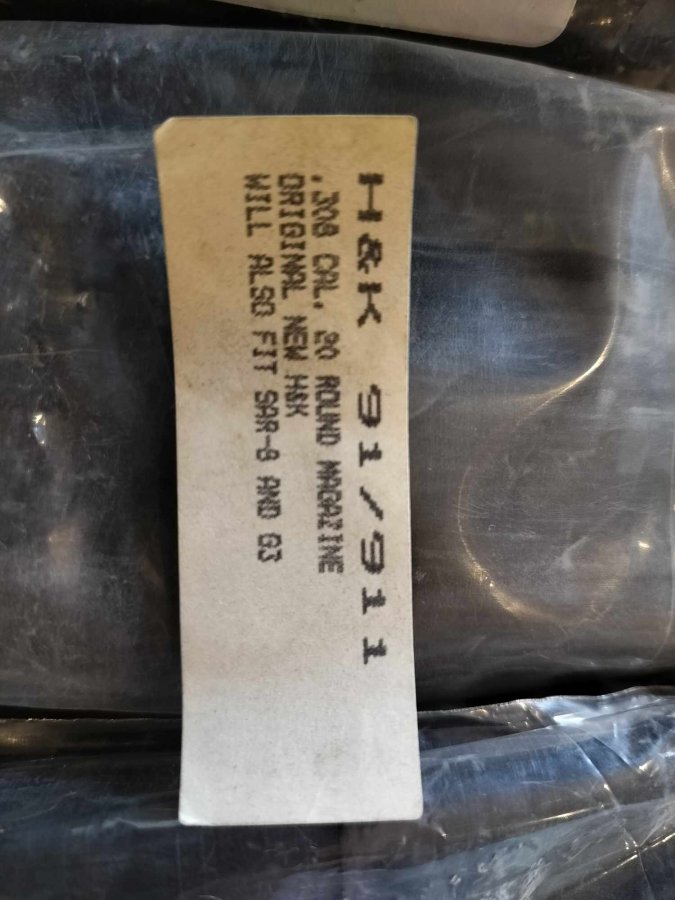 H&K 91/911
.308 CAL. 20 ROUND MAGAZINE
ORIGINAL NEW H&K
WILL ALSO FIT SAR-8 AND G3